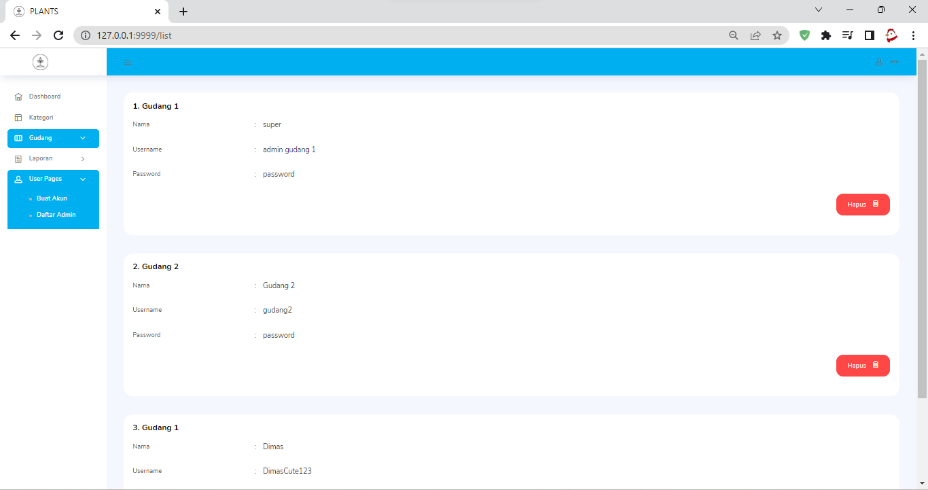 PLANTS
127.0.0.1:9999/list
Dashboard
Kategori
Gudang
Laporan
User Pages
Buat Akun
Daftar Admin
1. Gudang 1
Nama : super
Username : admin gudang 1
Password : password
Hapus
2. Gudang 2
Nama : Gudang 2
Username : gudang2
Password : password
Hapus
3. Gudang 1
Nama : Dimas
Username : DimasCute123